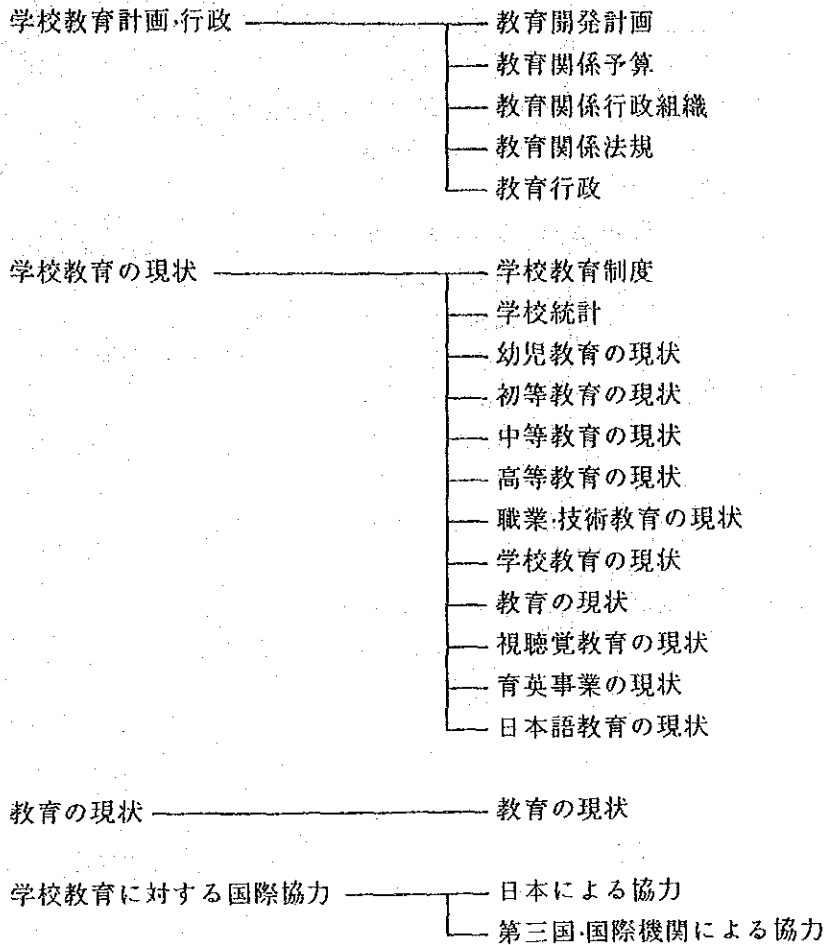 学校教育計画·行政 教育開発計画
教育関係予算
教育関係行政組織
教育関係法規
教育行政
学校教育の現状 学校教育制度
学校統計
幼児教育の現状
初等教育の現状
中等教育の現状
高等教育の現状
職業·技術教育の現状
学校教育の現状
教育の現状
視聴覚教育の現状
育英事業の現状
日本語教育の現状
教育の現状 教育の現状
学校教育に対する国際協力 日本による協力
第三国·国際機関による協力